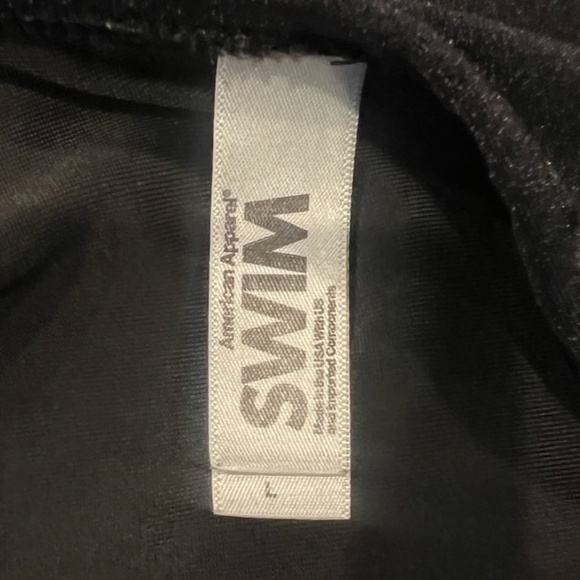 American Apparel®
SWIM
Made in the USA With US
and Imported Components
L